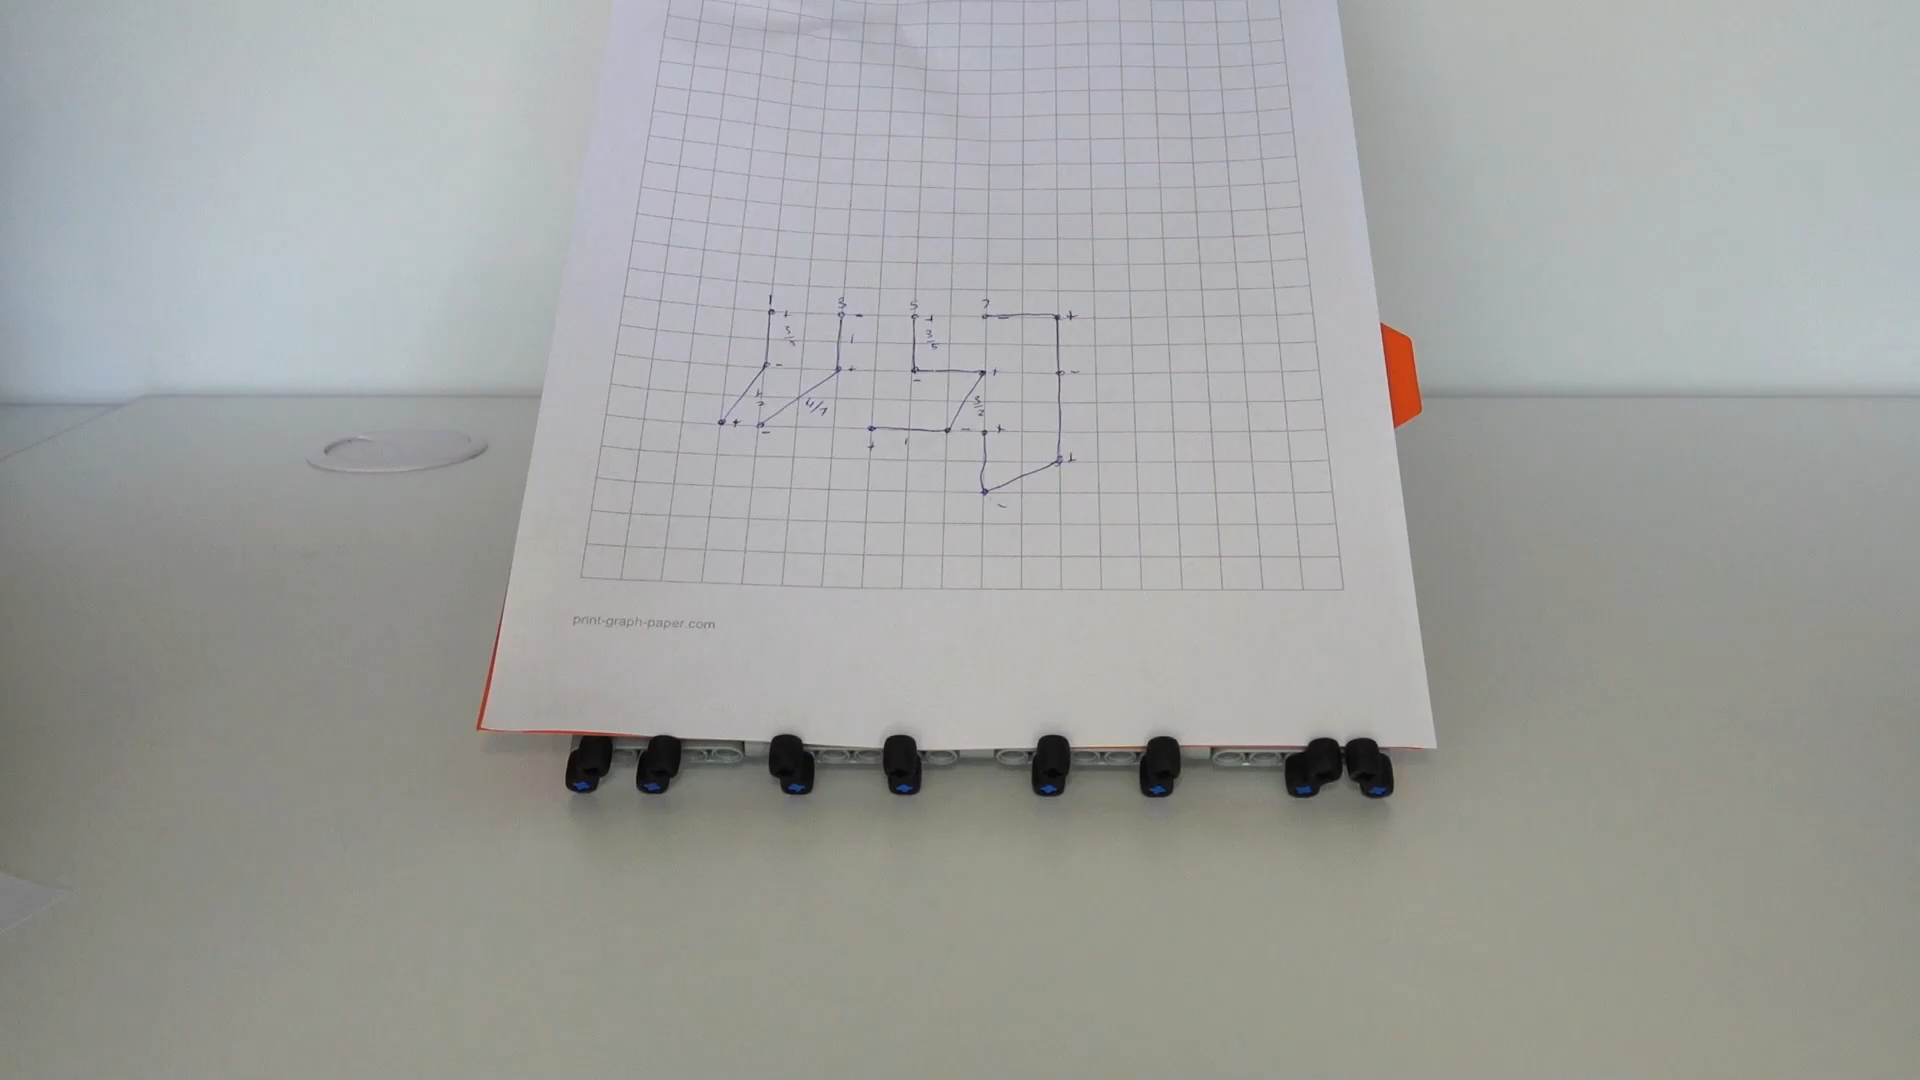 1 3 5 7
+ - + - +
3/5 1 3/5
- + - + -
4/7 3/2
+ - + - +
1 +
-
print-graph-paper.com